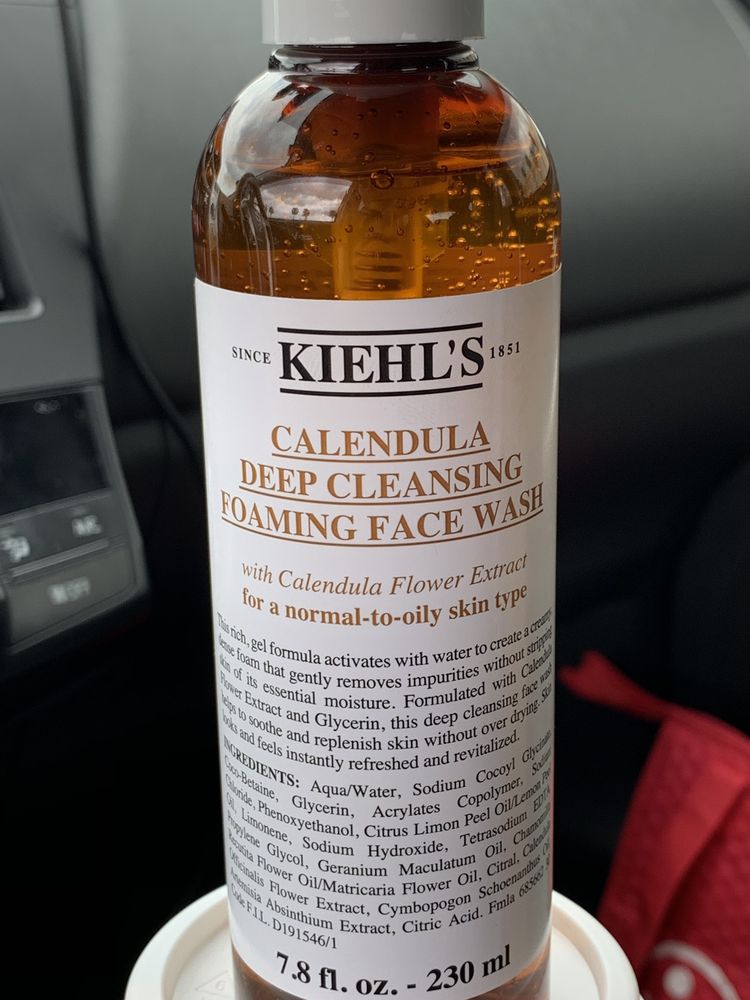 SINCE KIEHL'S 1851
CALENDULA
DEEP CLEANSING
FOAMING FACE WASH
with Calendula Flower Extract
for a normal-to-oily skin type
This rich, gel formula activates with water to create a creamy,
dense foam that gently removes impurities without stripping
skin of its essential moisture. Formulated with Calendula
Flower Extract and Glycerin, this deep cleansing face wash
helps to soothe and replenish skin without over drying. Skin
looks and feels instantly refreshed and revitalized.
INGREDIENTS: Aqua/Water, Sodium Cocoyl Glycinate,
Coco-Betaine, Glycerin, Acrylates Copolymer, Sodium
Chloride, Phenoxyethanol, Citrus Limon Peel Oil/Lemon Peel
Oil, Limonene, Sodium Hydroxide, Tetrasodium EDTA,
Propylene Glycol, Geranium Maculatum Oil, Chamomilla
Recutita Flower Oil/Matricaria Flower Oil, Citral, Calendula
Officinalis Flower Extract, Cymbopogon Schoenanthus Oil,
Artemisia Absinthium Extract, Citric Acid. Fmla 685662
Code F.I.L. D191546/1
7.8 fl. oz. - 230 ml